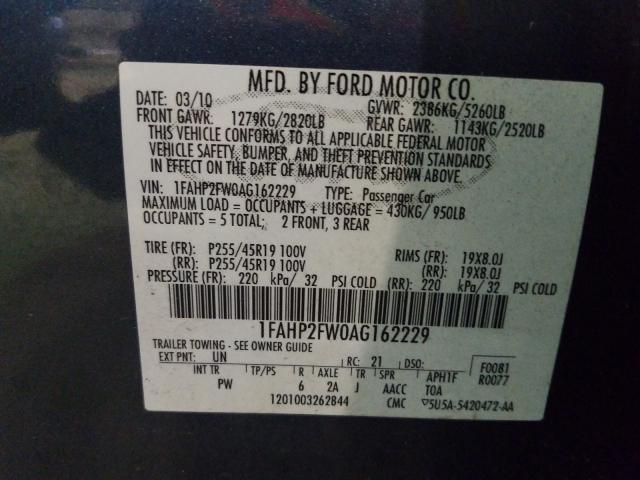 MFD. BY FORD MOTOR CO.
DATE: 03/10 GVWR: 2386KG/5260LB
FRONT GAWR: 1279KG/2820LB REAR GAWR: 1143KG/2520LB
THIS VEHICLE CONFORMS TO ALL APPLICABLE FEDERAL MOTOR
VEHICLE SAFETY, BUMPER, AND THEFT PREVENTION STANDARDS
IN EFFECT ON THE DATE OF MANUFACTURE SHOWN ABOVE.
VIN: 1FAHP2FW0AG162229 TYPE: Passenger Car
MAXIMUM LOAD = OCCUPANTS + LUGGAGE = 430KG/950LB
OCCUPANTS = 5 TOTAL; 2 FRONT, 3 REAR
TIRE (FR): P255/45R19 100V RIMS (FR): 19X8.0J
(RR): P255/45R19 100V (RR): 19X8.0J
PRESSURE (FR): 220 kPa/ 32 PSI COLD (RR): 220 kPa/ 32 PSI COLD
1FAHP2FW0AG162229
TRAILER TOWING - SEE OWNER GUIDE
EXT PNT: UN RC: 21 DSO: F0081
INT TR TP/PS R AXLE TR SPR APH1F R0077
PW 6 2A J AACC TOA
1201003262844 CMC ▽5U5A-5420472-AA